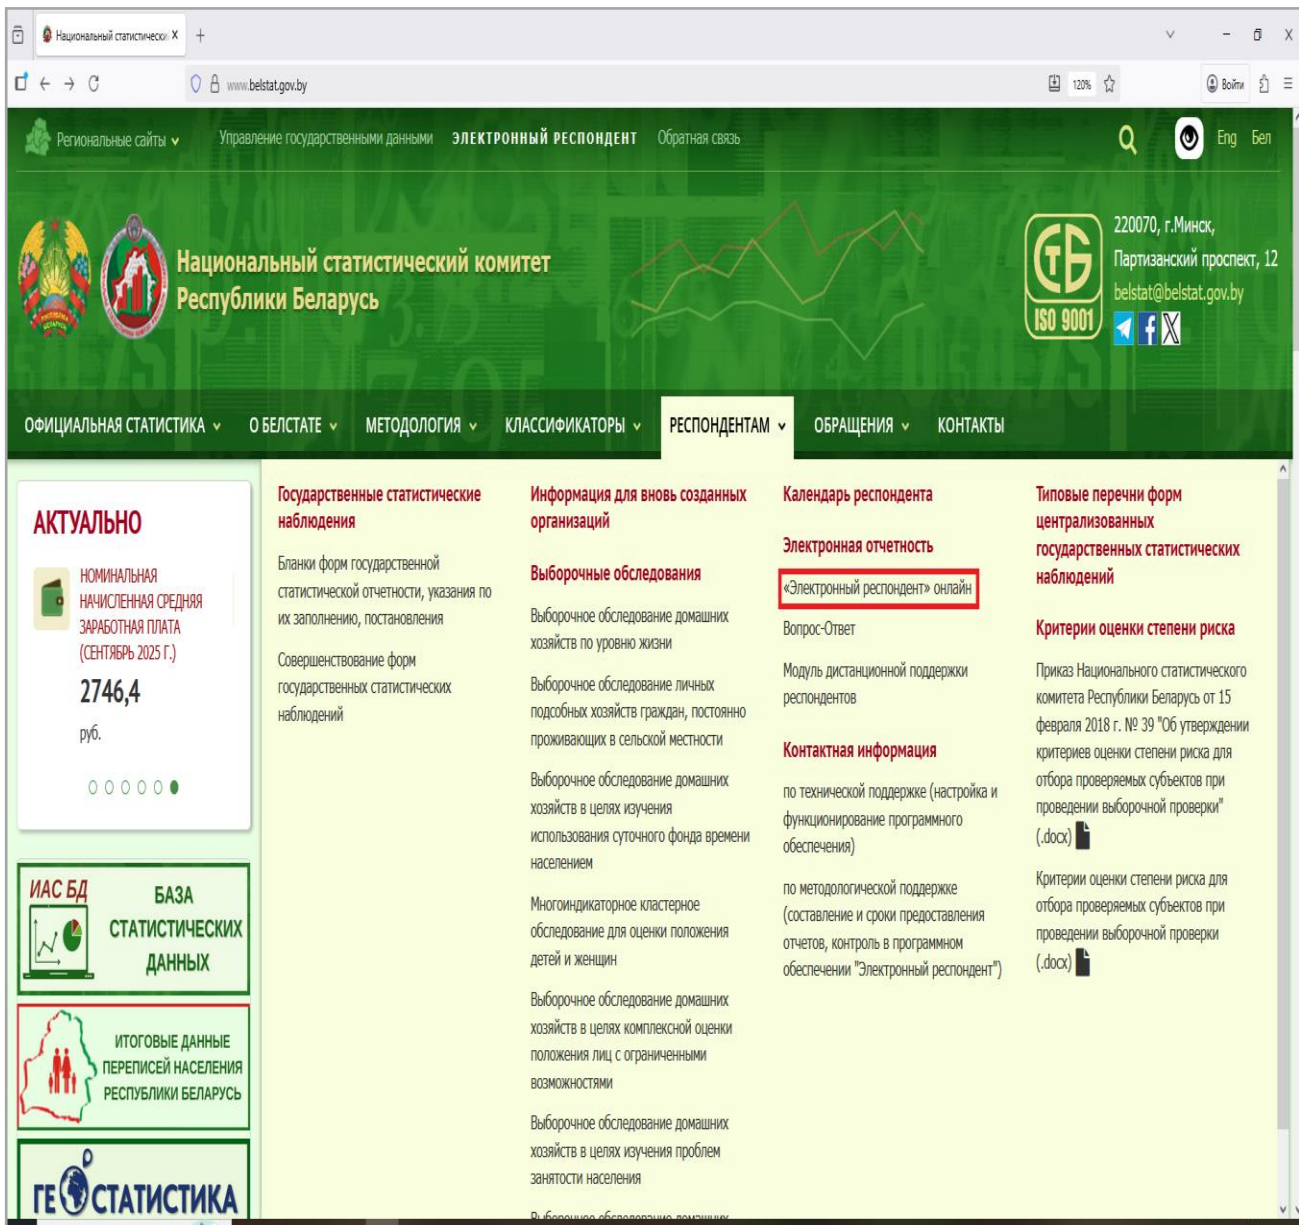 Национальный статистически
www.belstat.gov.by
120%
Войти
Региональные сайты
Управление государственными данными
ЭЛЕКТРОННЫЙ РЕСПОНДЕНТ
Обратная связь
Eng
Бел
Национальный статистический комитет
Республики Беларусь
СТБ
ISO 9001
220070, г.Минск,
Партизанский проспект, 12
belstat@belstat.gov.by
ОФИЦИАЛЬНАЯ СТАТИСТИКА
О БЕЛСТАТЕ
МЕТОДОЛОГИЯ
КЛАССИФИКАТОРЫ
РЕСПОНДЕНТАМ
ОБРАЩЕНИЯ
КОНТАКТЫ
АКТУАЛЬНО
НОМИНАЛЬНАЯ
НАЧИСЛЕННАЯ СРЕДНЯЯ
ЗАРАБОТНАЯ ПЛАТА
(СЕНТЯБРЬ 2025 Г.)
2746,4
руб.
ИАС БД
БАЗА
СТАТИСТИЧЕСКИХ
ДАННЫХ
ИТОГОВЫЕ ДАННЫЕ
ПЕРЕПИСЕЙ НАСЕЛЕНИЯ
РЕСПУБЛИКИ БЕЛАРУСЬ
ГЕОСТАТИСТИКА
Государственные статистические
наблюдения
Бланки форм государственной
статистической отчетности, указания по
их заполнению, постановления
Совершенствование форм
государственных статистических
наблюдений
Информация для вновь созданных
организаций
Выборочные обследования
Выборочное обследование домашних
хозяйств по уровню жизни
Выборочное обследование личных
подсобных хозяйств граждан, постоянно
проживающих в сельской местности
Выборочное обследование домашних
хозяйств в целях изучения
использования суточного фонда времени
населением
Многоиндикаторное кластерное
обследование для оценки положения
детей и женщин
Выборочное обследование домашних
хозяйств в целях комплексной оценки
положения лиц с ограниченными
возможностями
Выборочное обследование домашних
хозяйств в целях изучения проблем
занятости населения
Выборочное обследование домашних
Календарь респондента
Электронная отчетность
«Электронный респондент» онлайн
Вопрос-Ответ
Модуль дистанционной поддержки
респондентов
Контактная информация
по технической поддержке (настройка и
функционирование программного
обеспечения)
по методологической поддержке
(составление и сроки предоставления
отчетов, контроль в программном
обеспечении "Электронный респондент")
Типовые перечни форм
централизованных
государственных статистических
наблюдений
Критерии оценки степени риска
Приказ Национального статистического
комитета Республики Беларусь от 15
февраля 2018 г. № 39 "Об утверждении
критериев оценки степени риска для
отбора проверяемых субъектов при
проведении выборочной проверки"
(.docx)
Критерии оценки степени риска для
отбора проверяемых субъектов при
проведении выборочной проверки
(.docx)